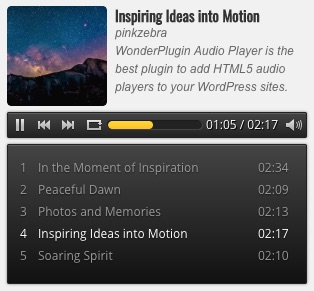 Inspiring Ideas into Motion
pinkzebra
WonderPlugin Audio Player is the
best plugin to add HTML5 audio
players to your WordPress sites.
01:05 / 02:17
1 In the Moment of Inspiration 02:34
2 Peaceful Dawn 02:09
3 Photos and Memories 02:13
4 Inspiring Ideas into Motion 02:17
5 Soaring Spirit 02:10